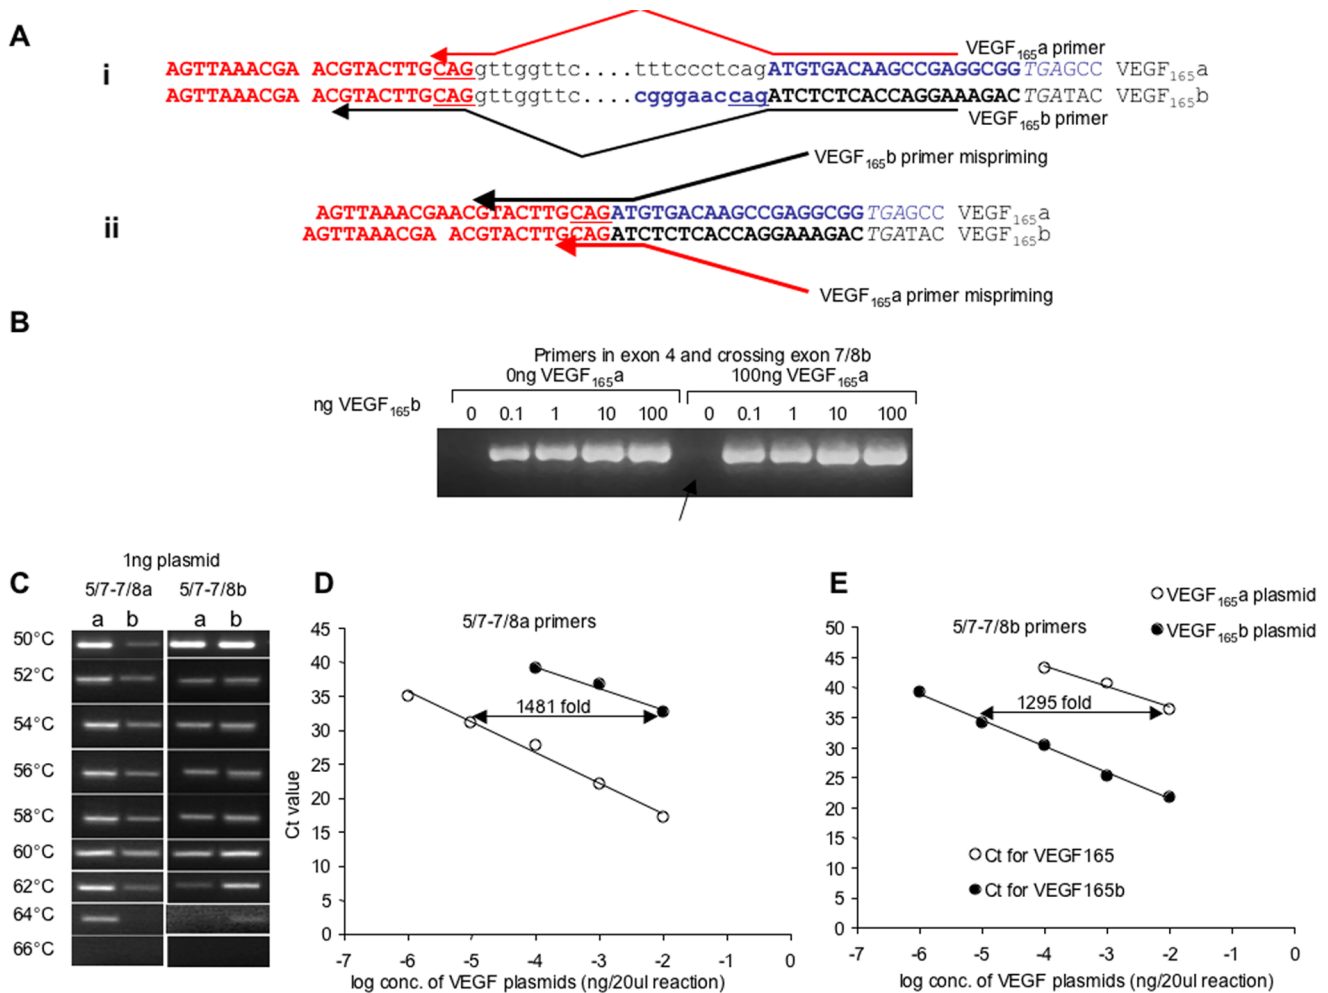 A
VEGF165a primer
i
AGTTAAACGA ACGTACTTGCAGgttggttc....tttccctcagATGTGACAAGCCGAGGCGGTGAGCC VEGF165a
AGTTAAACGA ACGTACTTGCAGgttggttc....cgggaaccagATCTCTCACCAGGAAAGACTGATAC VEGF165b
VEGF165b primer
VEGF165b primer mispriming
ii
AGTTAAACGAACGTACTTGCAGATGTGACAAGCCGAGGCGGTGAGCC VEGF165a
AGTTAAACGA ACGTACTTGCAGATCTCTCACCAGGAAAGACTGATAC VEGF165b
VEGF165a primer mispriming
B
Primers in exon 4 and crossing exon 7/8b
0ng VEGF165a 100ng VEGF165a
ng VEGF165b 0 0.1 1 10 100 0 0.1 1 10 100
C
1ng plasmid
5/7-7/8a 5/7-7/8b
a b a b
50°C
52°C
54°C
56°C
58°C
60°C
62°C
64°C
66°C
D
5/7-7/8a primers
45
40
35
30
25
20
15
10
5
0
Ct value
1481 fold
-7 -6 -5 -4 -3 -2 -1 0
log conc. of VEGF plasmids (ng/20ul reaction)
E
VEGF165a plasmid
VEGF165b plasmid
5/7-7/8b primers
50
45
40
35
30
25
20
15
10
5
0
1295 fold
Ct for VEGF165
Ct for VEGF165b
-7 -6 -5 -4 -3 -2 -1 0
log conc. of VEGF plasmids (ng/20ul reaction)